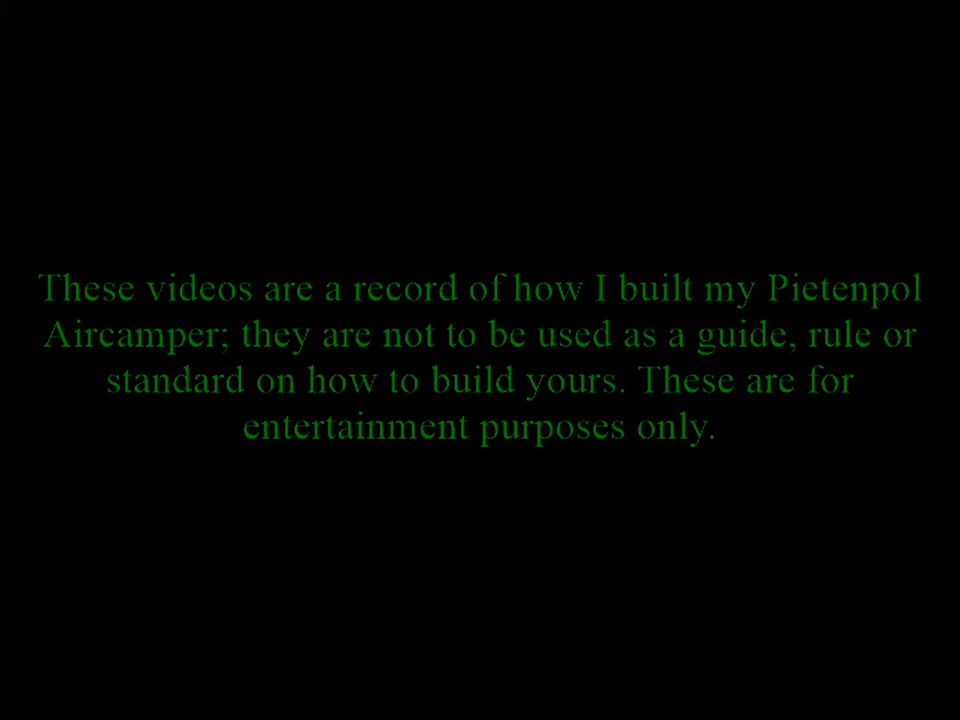 These videos are a record of how I built my Pietenpol
Aircamper; they are not to be used as a guide, rule or
standard on how to build yours. These are for
entertainment purposes only.